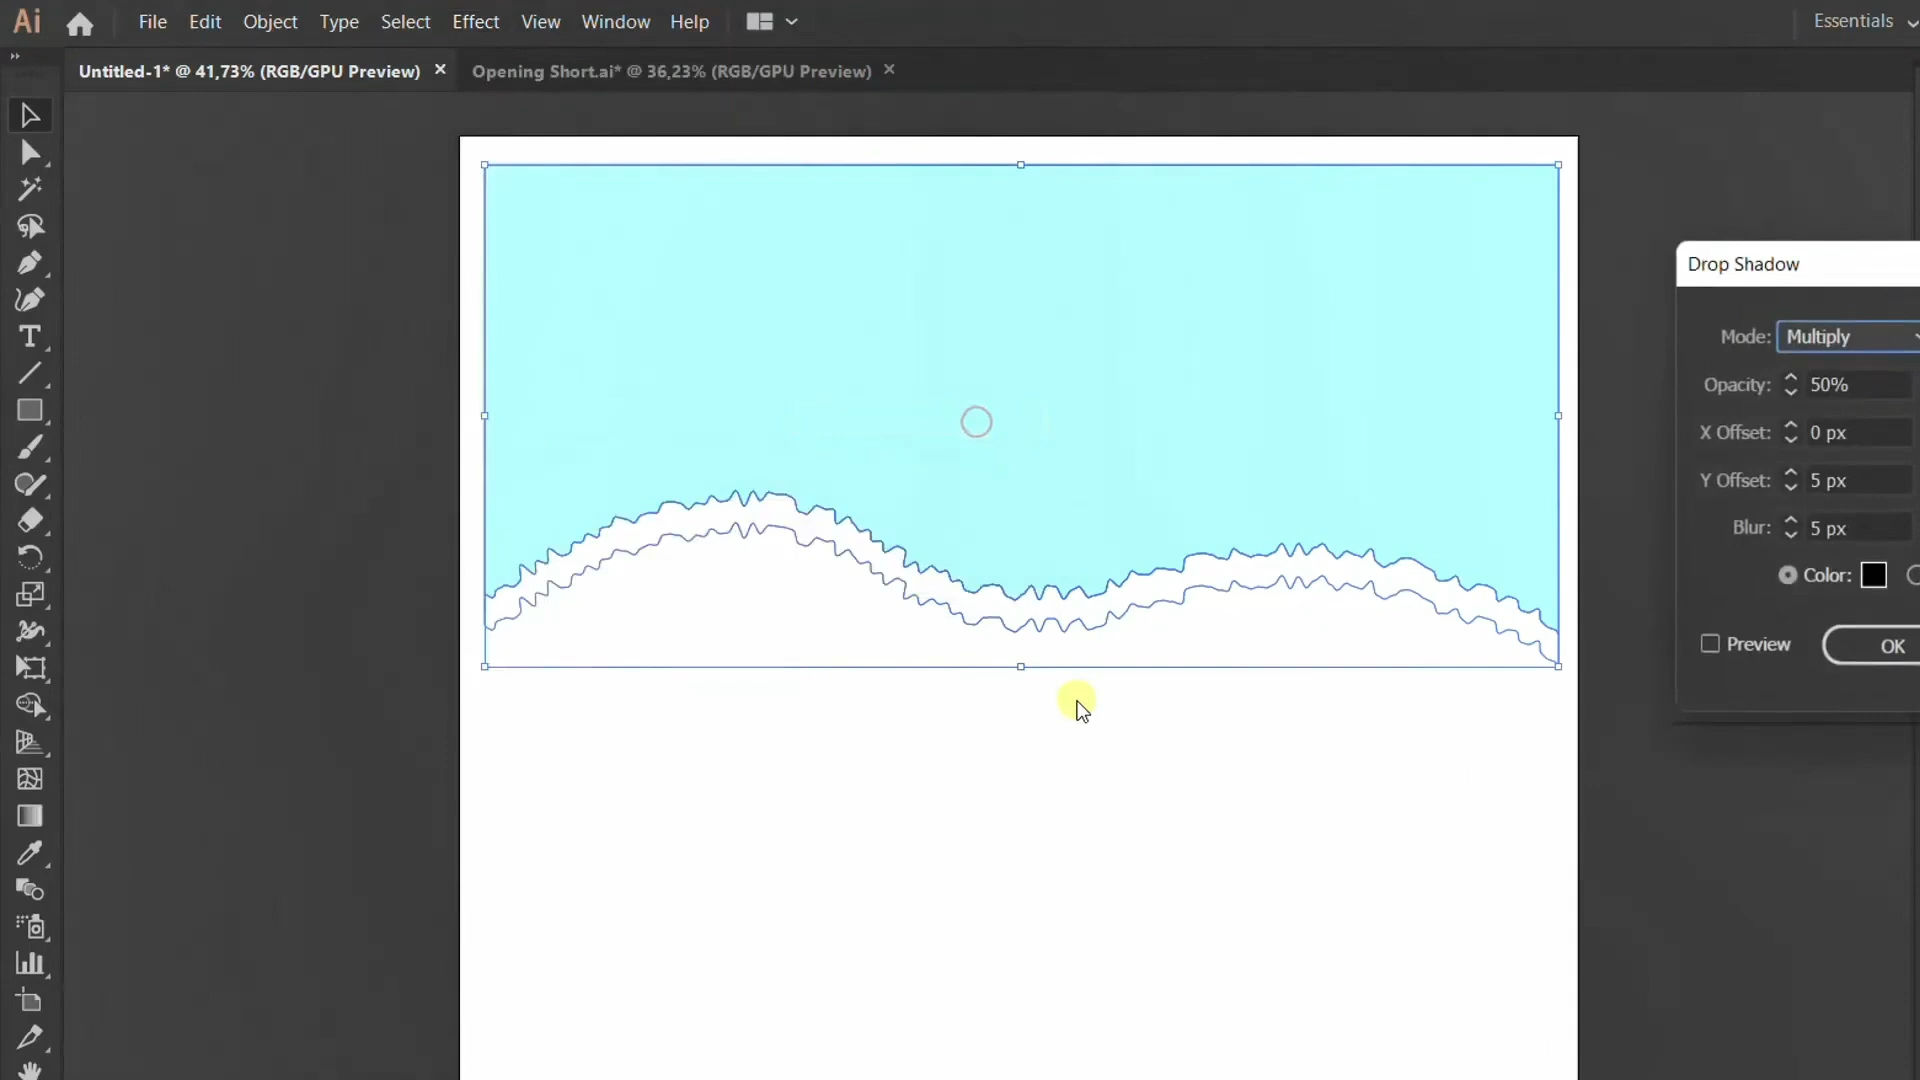 Ai File Edit Object Type Select Effect View Window Help Essentials
Untitled-1* @ 41,73% (RGB/GPU Preview) × Opening Short.ai* @ 36,23% (RGB/GPU Preview) ×
Drop Shadow
Mode: Multiply
Opacity: 50%
X Offset: 0 px
Y Offset: 5 px
Blur: 5 px
Color:
Preview OK